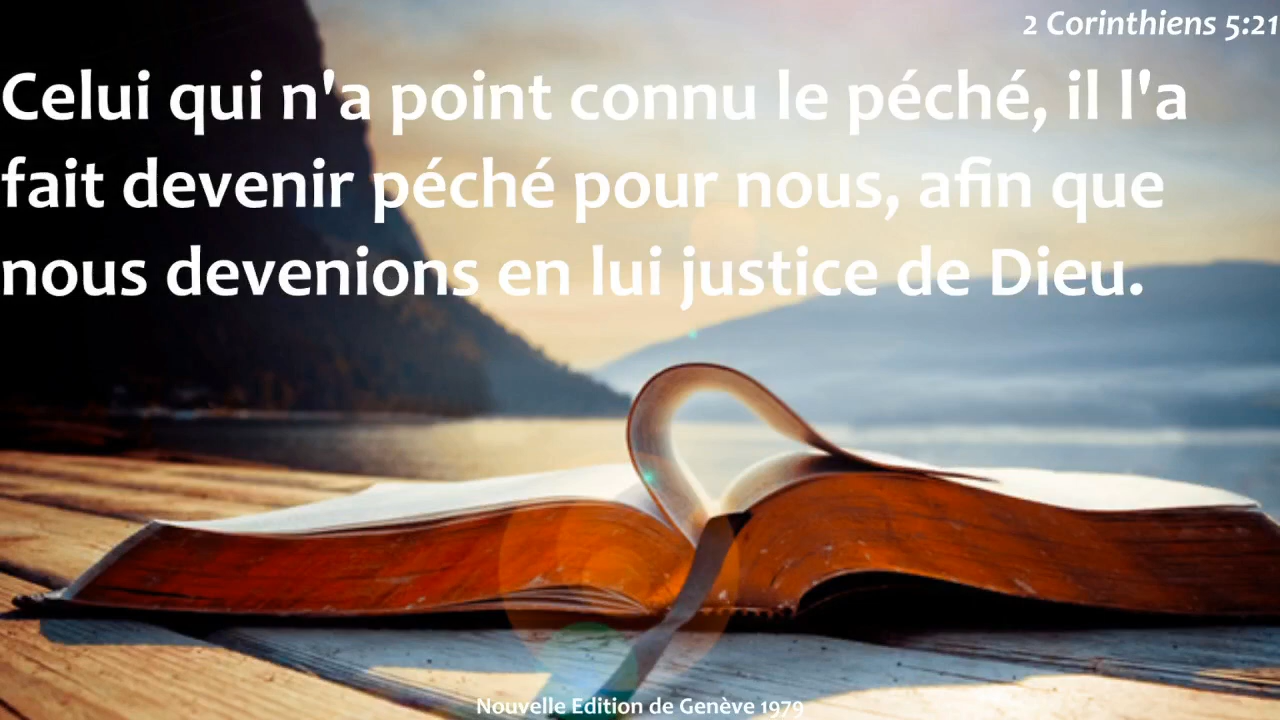 2 Corinthiens 5:21
Celui qui n'a point connu le péché, il l'a
fait devenir péché pour nous, afin que
nous devenions en lui justice de Dieu.
Nouvelle Edition de Genève 1979